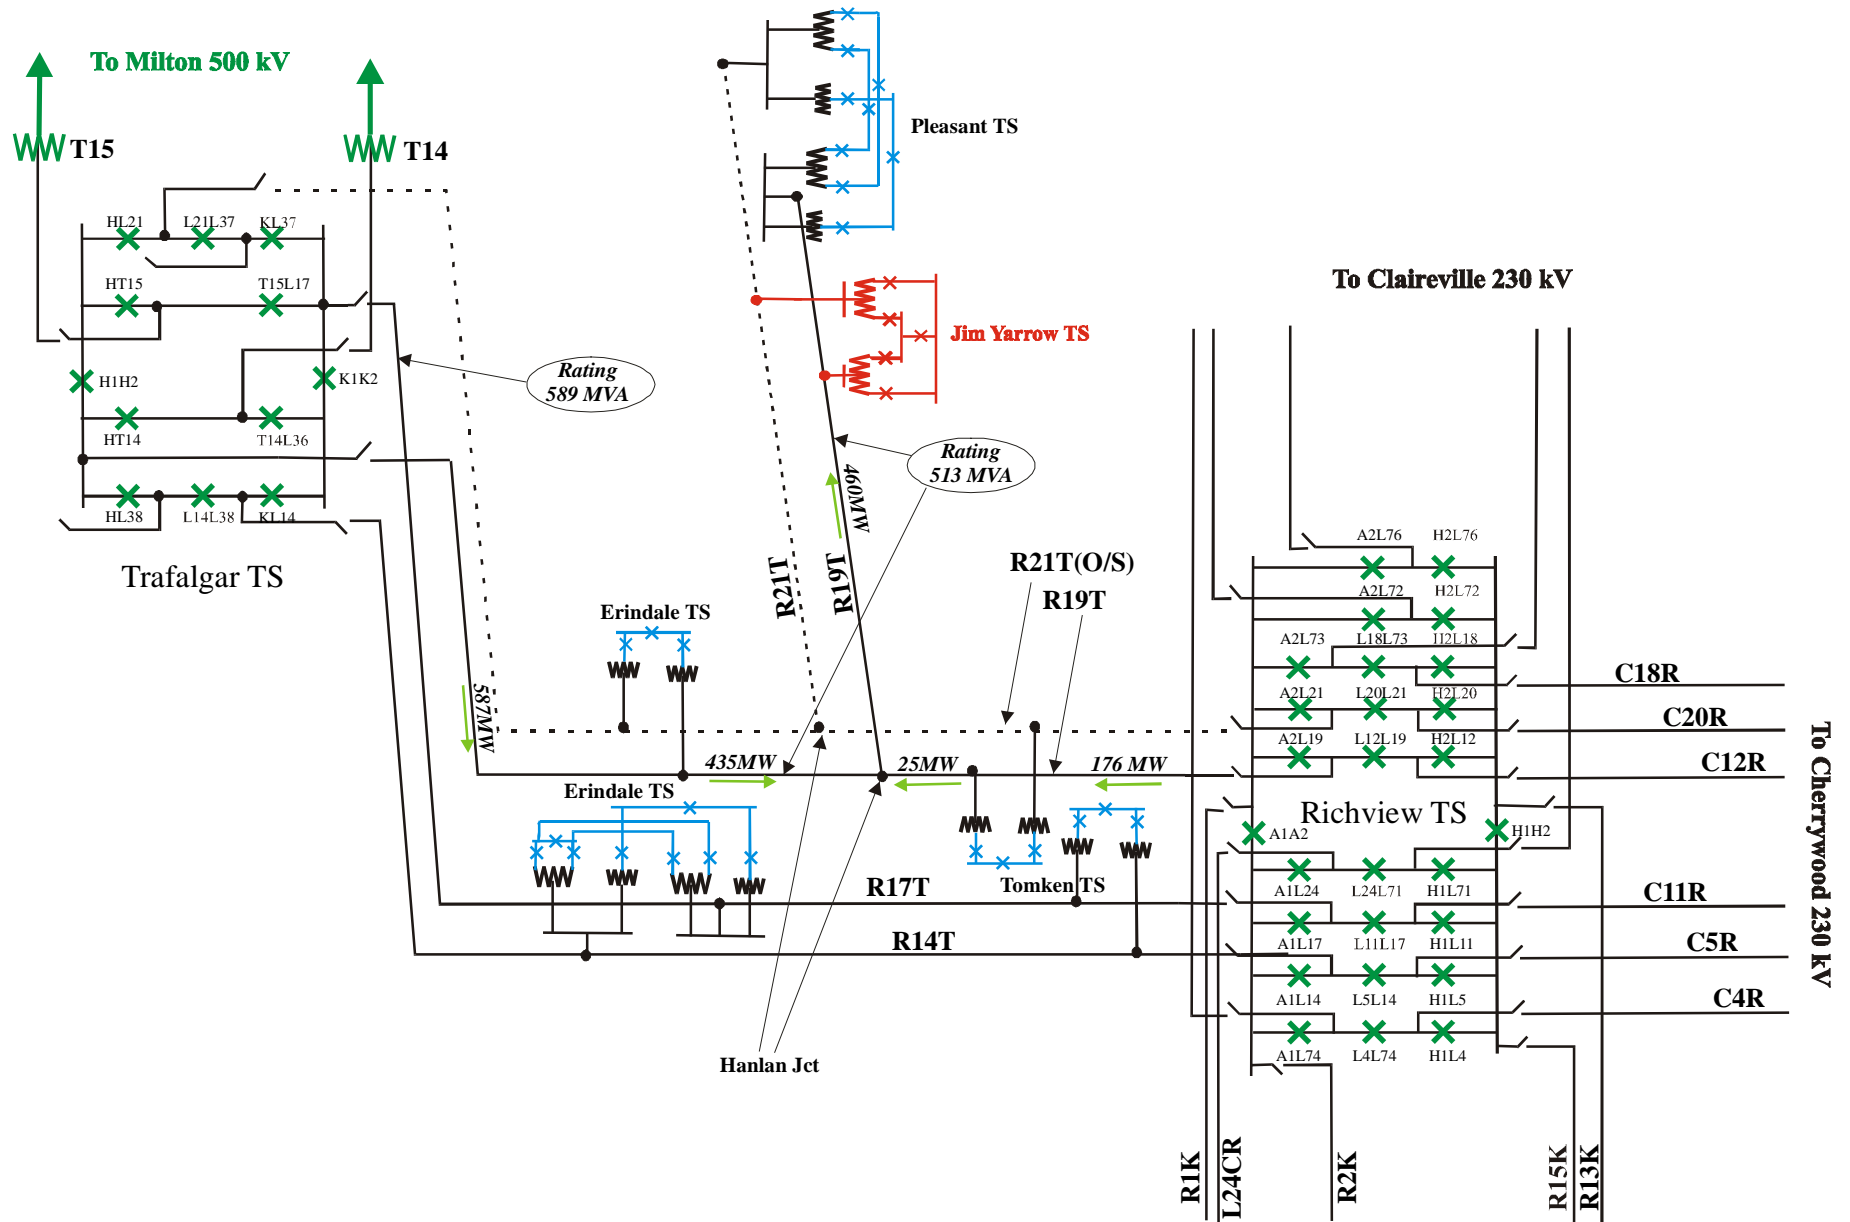 To Milton 500 kV
T15
T14
HL21
L21L37
KL37
HT15
T15L17
H1H2
K1K2
HT14
T14L36
HL38
L14L38
KL14
Trafalgar TS
Rating
589 MVA
Pleasant TS
Jim Yarrow TS
Rating
513 MVA
460MW
R21T
R19T
R21T(O/S)
R19T
Erindale TS
587MW
435MW
25MW
176 MW
Erindale TS
Tomken TS
R17T
R14T
Hanlan Jct
To Claireville 230 kV
A2L76
H2L76
A2L72
H2L72
A2L73
L18L73
H2L18
A2L21
L20L21
H2L20
A2L19
L12L19
H2L12
Richview TS
A1A2
H1H2
A1L24
L24L71
H1L71
A1L17
L11L17
H1L11
A1L14
L5L14
H1L5
A1L74
L4L74
H1L4
C18R
C20R
C12R
C11R
C5R
C4R
To Cherrywood 230 kV
R1K
L24CR
R2K
R15K
R13K